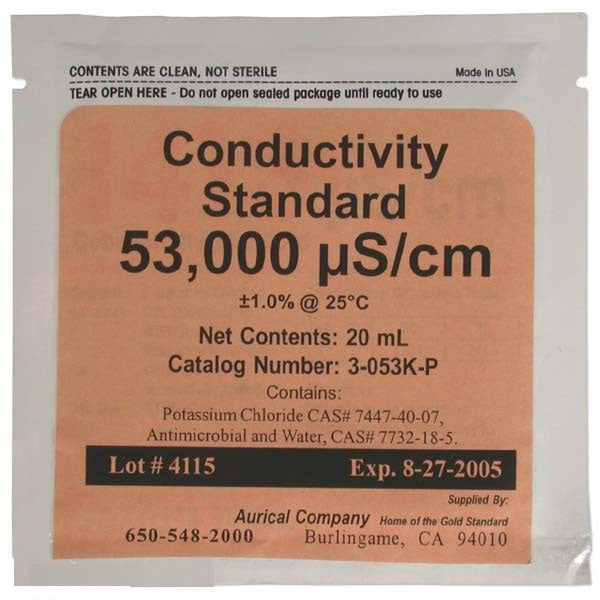 CONTENTS ARE CLEAN, NOT STERILE Made in USA
TEAR OPEN HERE - Do not open sealed package until ready to use
Conductivity
Standard
53,000 µS/cm
±1.0% @ 25°C
Net Contents: 20 mL
Catalog Number: 3-053K-P
Contains:
Potassium Chloride CAS# 7447-40-07,
Antimicrobial and Water, CAS# 7732-18-5.
Lot # 4115 Exp. 8-27-2005
Supplied By:
Aurical Company Home of the Gold Standard
650-548-2000 Burlingame, CA 94010